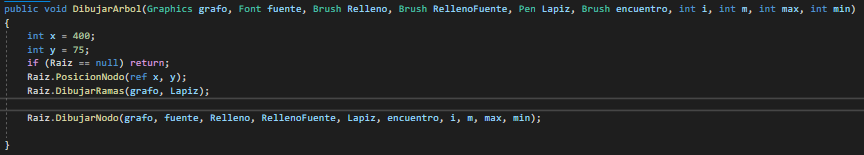 public void DibujarArbol(Graphics grafo, Font fuente, Brush Relleno, Brush RellenoFuente, Pen Lapiz, Brush encuentro, int i, int m, int max, int min)
{
int x = 400;
int y = 75;
if (Raiz == null) return;
Raiz.PosicionNodo(ref x, y);
Raiz.DibujarRamas(grafo, Lapiz);
Raiz.DibujarNodo(grafo, fuente, Relleno, RellenoFuente, Lapiz, encuentro, i, m, max, min);
}